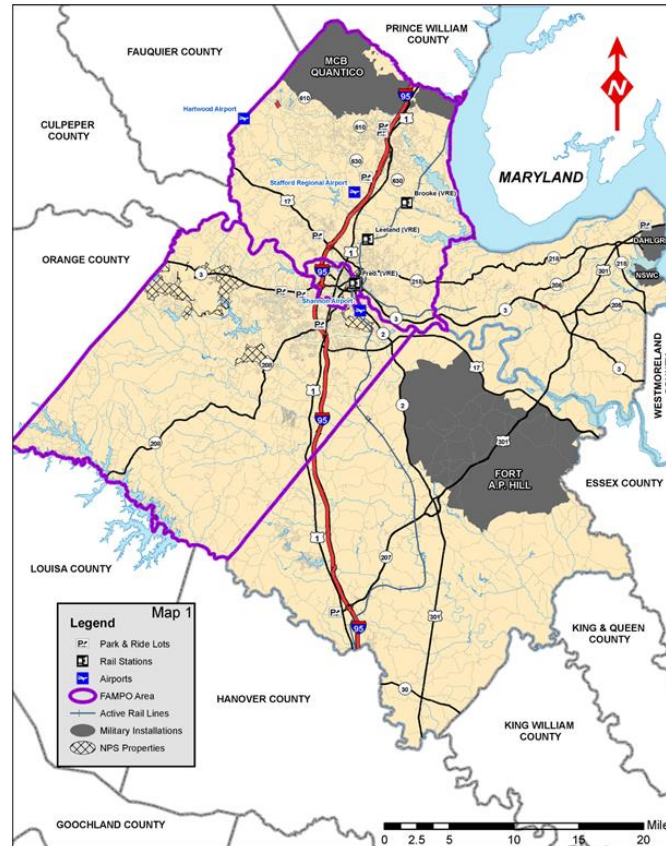 PRINCE WILLIAM
COUNTY
FAUQUIER COUNTY
MCB
QUANTICO
95
N
610
1
Hartwood Airport
CULPEPER
COUNTY
610
630
MARYLAND
Stafford Regional Airport
630
Brooke (VRE)
17
Leeland (VRE)
DAHLGREN
218
301
218
NSWC
206
ORANGE COUNTY
1
95
3
Fred. (VRE)
218
Shannon Airport
3
3
2
3
WESTMORELAND
208
17
1
2
95
301
208
FORT
A.P. HILL
ESSEX COUNTY
1
LOUISA COUNTY
207
Map 1
Legend
Park & Ride Lots
Rail Stations
Airports
FAMPO Area
Active Rail Lines
Military Installations
NPS Properties
95
301
KING & QUEEN
COUNTY
HANOVER COUNTY
30
KING WILLIAM
COUNTY
GOOCHLAND COUNTY
0 2.5 5 10 15 20
Mile